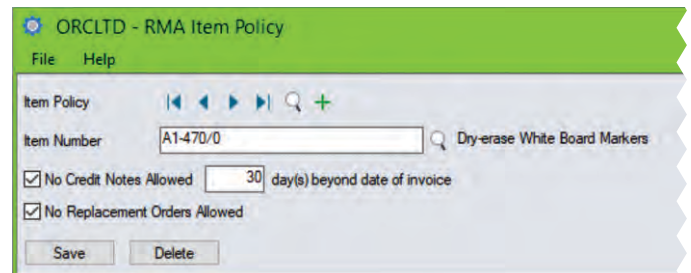 ORCLTD - RMA Item Policy
File Help
Item Policy
Item Number A1-470/0 Dry-erase White Board Markers
No Credit Notes Allowed 30 day(s) beyond date of invoice
No Replacement Orders Allowed
Save Delete